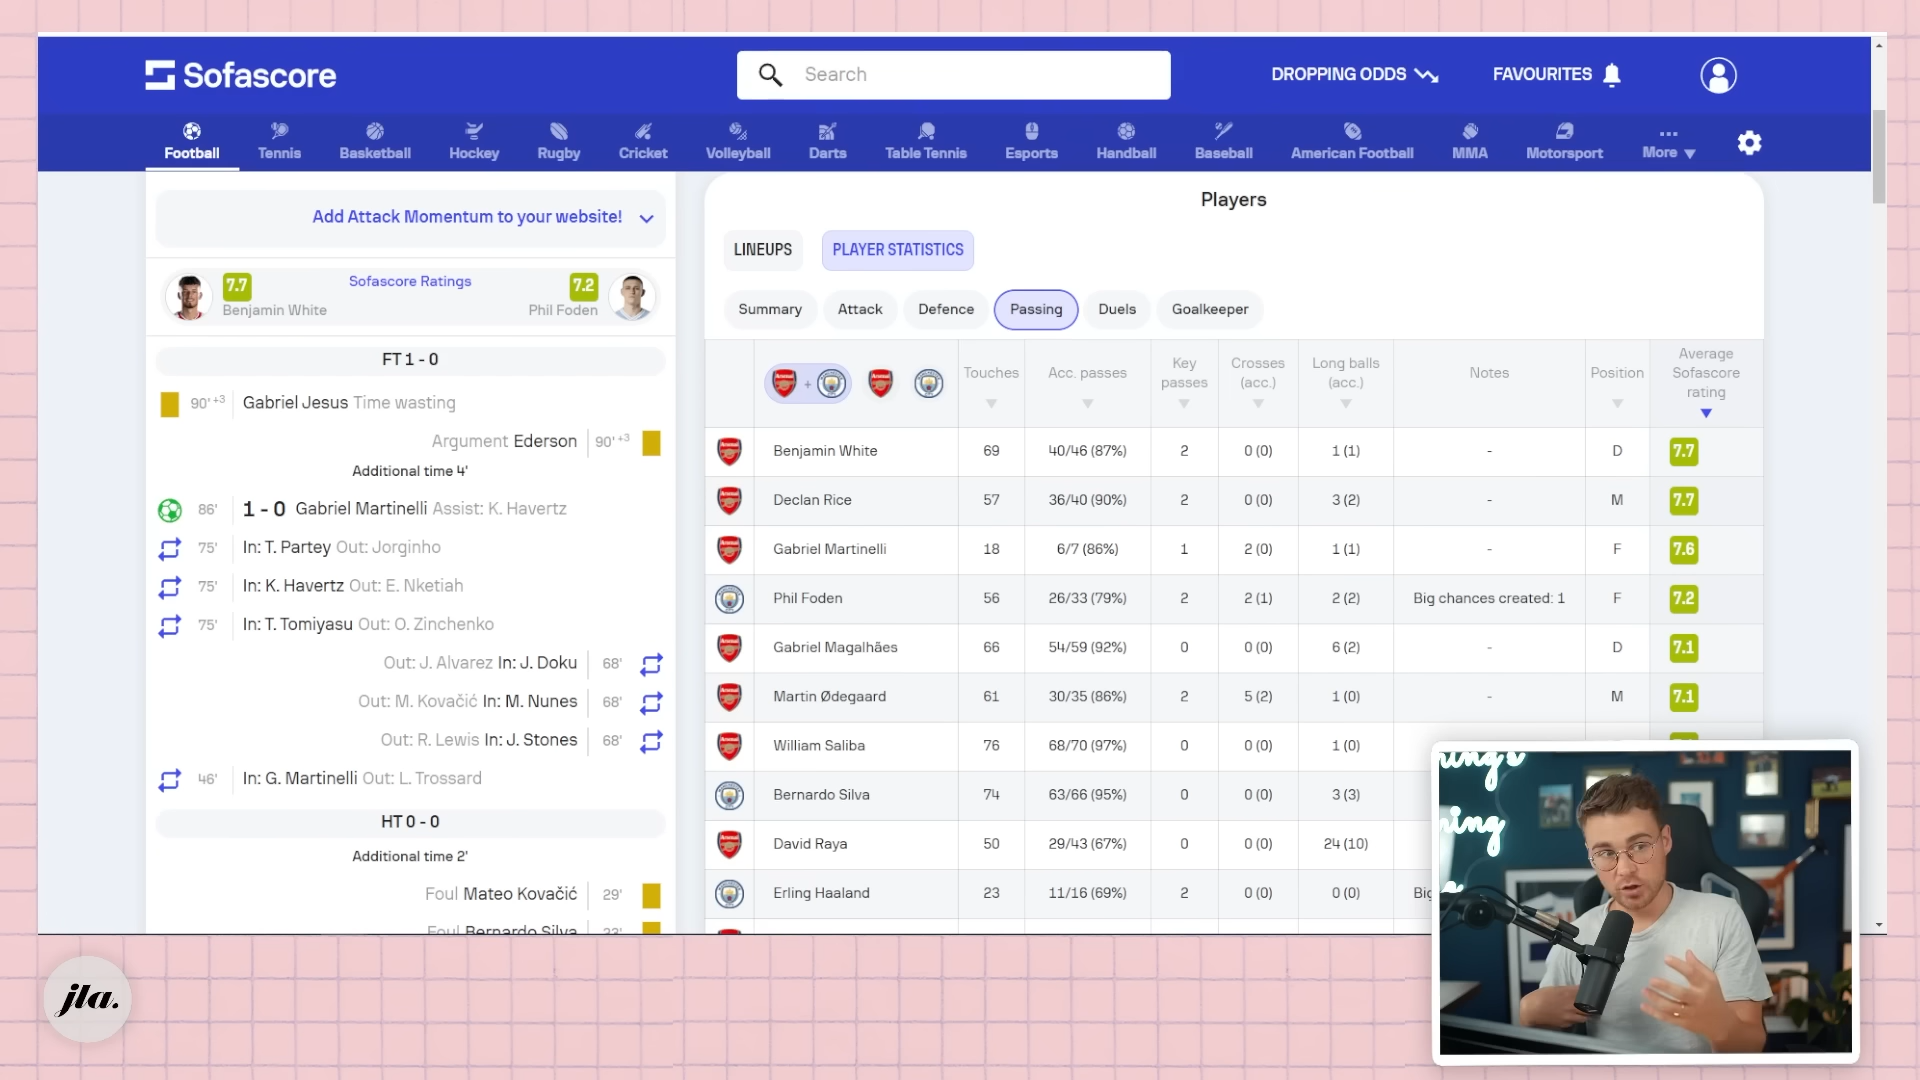 Sofascore
Search
DROPPING ODDS
FAVOURITES
Football
Tennis
Basketball
Hockey
Rugby
Cricket
Volleyball
Darts
Table Tennis
Esports
Handball
Baseball
American Football
MMA
Motorsport
More
Add Attack Momentum to your website!
7.7
Benjamin White
Sofascore Ratings
7.2
Phil Foden
FT 1 - 0
90'+3 Gabriel Jesus Time wasting
Argument Ederson 90'+3
Additional time 4'
86' 1 - 0 Gabriel Martinelli Assist: K. Havertz
75' In: T. Partey Out: Jorginho
75' In: K. Havertz Out: E. Nketiah
75' In: T. Tomiyasu Out: O. Zinchenko
Out: J. Alvarez In: J. Doku 68'
Out: M. Kovačić In: M. Nunes 68'
Out: R. Lewis In: J. Stones 68'
46' In: G. Martinelli Out: L. Trossard
HT 0 - 0
Additional time 2'
Foul Mateo Kovačić 29'
Foul Bernardo Silva
Players
LINEUPS
PLAYER STATISTICS
Summary
Attack
Defence
Passing
Duels
Goalkeeper
+
Touches
Acc. passes
Key passes
Crosses (acc.)
Long balls (acc.)
Notes
Position
Average Sofascore rating
Benjamin White 69 40/46 (87%) 2 0 (0) 1 (1) - D 7.7
Declan Rice 57 36/40 (90%) 2 0 (0) 3 (2) - M 7.7
Gabriel Martinelli 18 6/7 (86%) 1 2 (0) 1 (1) - F 7.6
Phil Foden 56 26/33 (79%) 2 2 (1) 2 (2) Big chances created: 1 F 7.2
Gabriel Magalhães 66 54/59 (92%) 0 0 (0) 6 (2) - D 7.1
Martin Ødegaard 61 30/35 (86%) 2 5 (2) 1 (0) - M 7.1
William Saliba 76 68/70 (97%) 0 0 (0) 1 (0)
Bernardo Silva 74 63/66 (95%) 0 0 (0) 3 (3)
David Raya 50 29/43 (67%) 0 0 (0) 24 (10)
Erling Haaland 23 11/16 (69%) 2 0 (0) 0 (0)
jla.